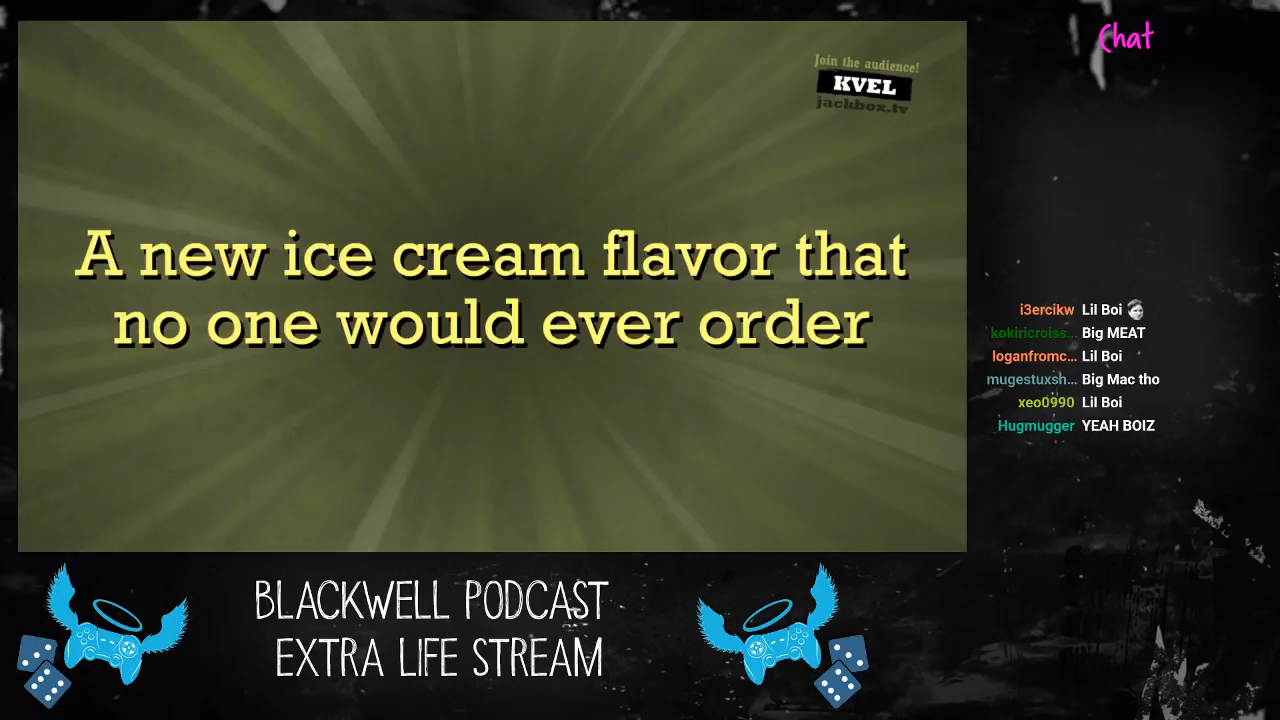 Chat
Join the audience!
KVEL
jackbox.tv
A new ice cream flavor that
no one would ever order
i3ercikw Lil Boi
kokiricroiss... Big MEAT
loganfromc... Lil Boi
mugestuxsh... Big Mac tho
xeo0990 Lil Boi
Hugmugger YEAH BOIZ
BLACKWELL PODCAST
EXTRA LIFE STREAM